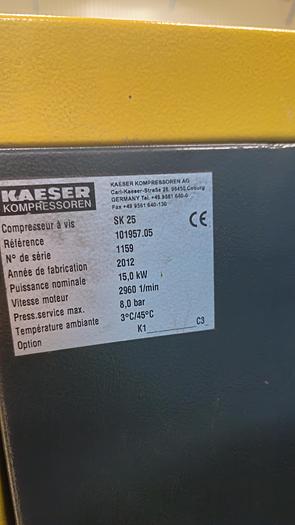 KAESER
KOMPRESSOREN
KAESER KOMPRESSOREN AG
Carl-Kaeser-Straße 26, 96450 Coburg
GERMANY Tel. +49 9561 640-0
Fax +49 9561 640-130
CE
Compresseur à vis SK 25
Référence 101957.05
N° de série 1159
Année de fabrication 2012
Puissance nominale 15,0 kW
Vitesse moteur 2960 1/min
Press.service max. 8,0 bar
Température ambiante 3°C/45°C
Option K1 C3